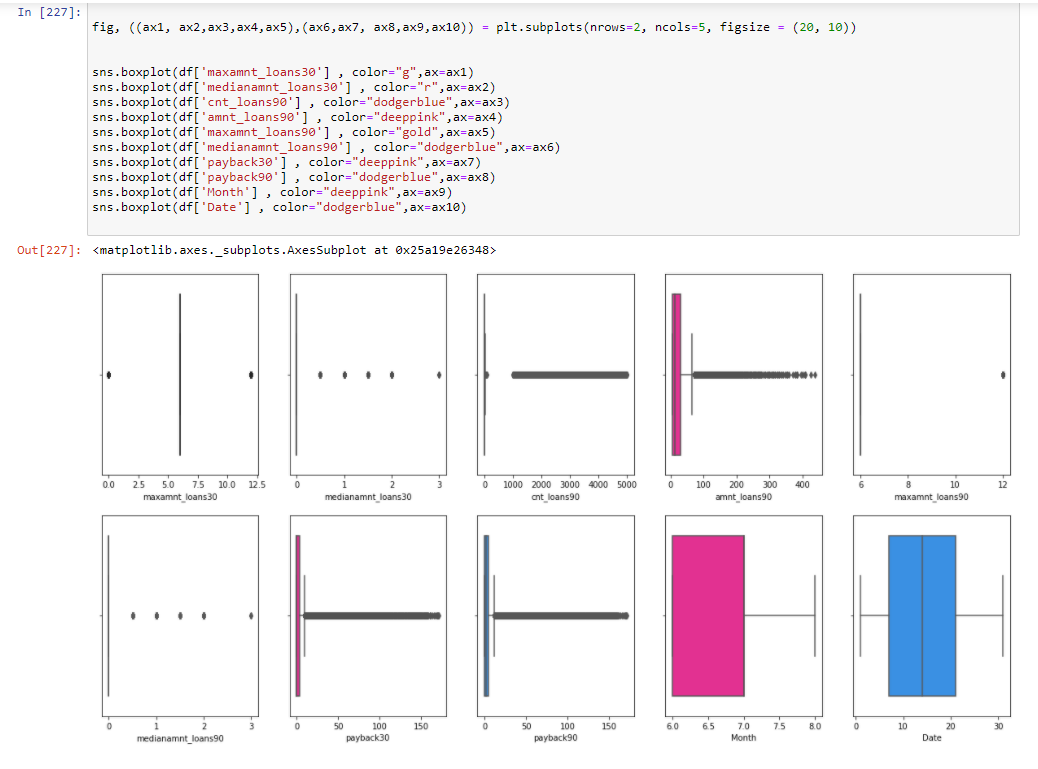 In [227]:
fig, ((ax1, ax2,ax3,ax4,ax5),(ax6,ax7, ax8,ax9,ax10)) = plt.subplots(nrows=2, ncols=5, figsize = (20, 10))
sns.boxplot(df['maxamnt_loans30'] , color="g",ax=ax1)
sns.boxplot(df['medianamnt_loans30'] , color="r",ax=ax2)
sns.boxplot(df['cnt_loans90'] , color="dodgerblue",ax=ax3)
sns.boxplot(df['amnt_loans90'] , color="deeppink",ax=ax4)
sns.boxplot(df['maxamnt_loans90'] , color="gold",ax=ax5)
sns.boxplot(df['medianamnt_loans90'] , color="dodgerblue",ax=ax6)
sns.boxplot(df['payback30'] , color="deeppink",ax=ax7)
sns.boxplot(df['payback90'] , color="dodgerblue",ax=ax8)
sns.boxplot(df['Month'] , color="deeppink",ax=ax9)
sns.boxplot(df['Date'] , color="dodgerblue",ax=ax10)
Out[227]: <matplotlib.axes._subplots.AxesSubplot at 0x25a19e26348>
0.0 2.5 5.0 7.5 10.0 12.5
maxamnt_loans30
0 1 2 3
medianamnt_loans30
0 1000 2000 3000 4000 5000
cnt_loans90
0 100 200 300 400
amnt_loans90
6 8 10 12
maxamnt_loans90
0 1 2 3
medianamnt_loans90
0 50 100 150
payback30
0 50 100 150
payback90
6.0 6.5 7.0 7.5 8.0
Month
0 10 20 30
Date